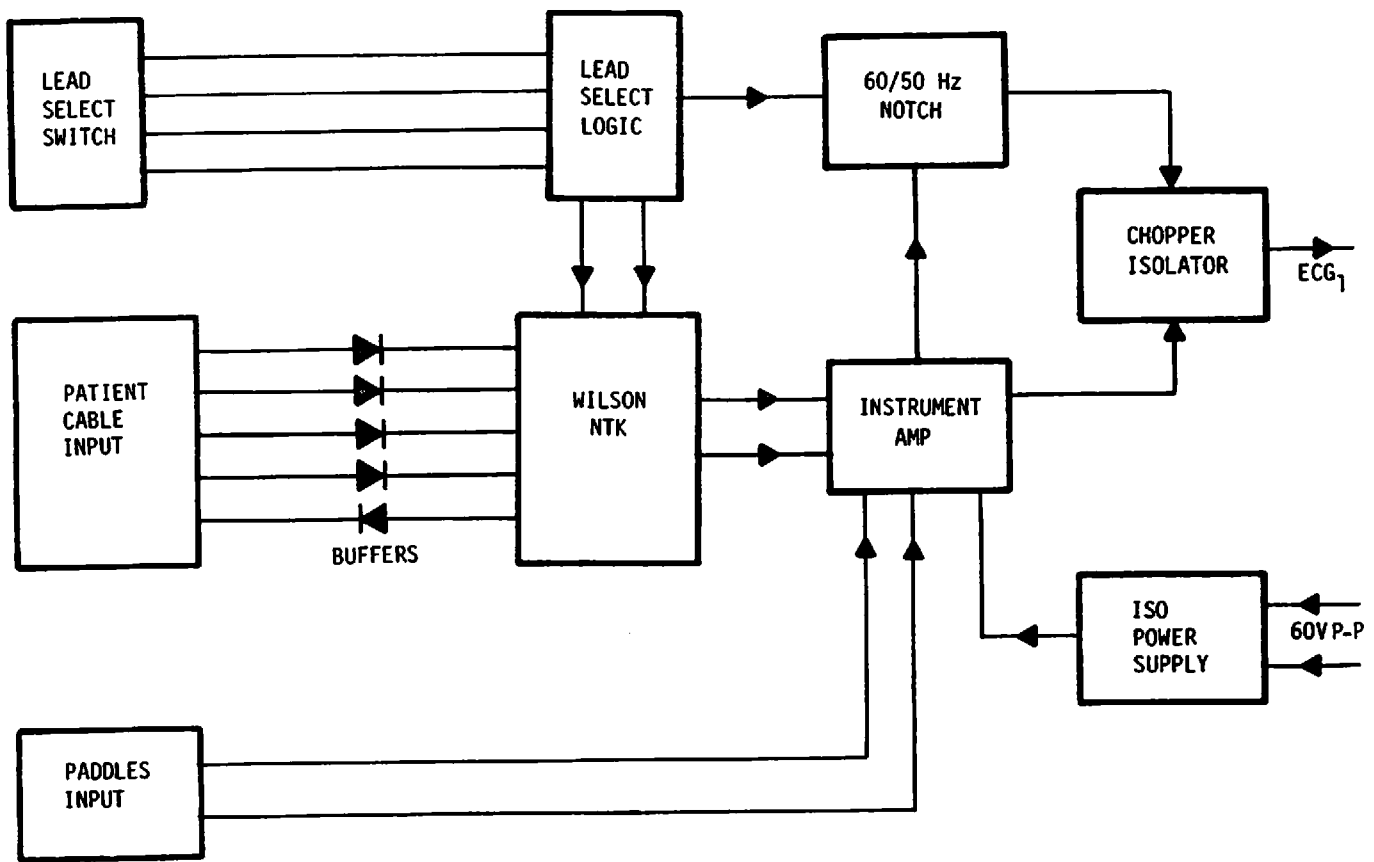 LEAD
SELECT
SWITCH
LEAD
SELECT
LOGIC
60/50 Hz
NOTCH
CHOPPER
ISOLATOR
ECG1
PATIENT
CABLE
INPUT
BUFFERS
WILSON
NTK
INSTRUMENT
AMP
ISO
POWER
SUPPLY
60V P-P
PADDLES
INPUT